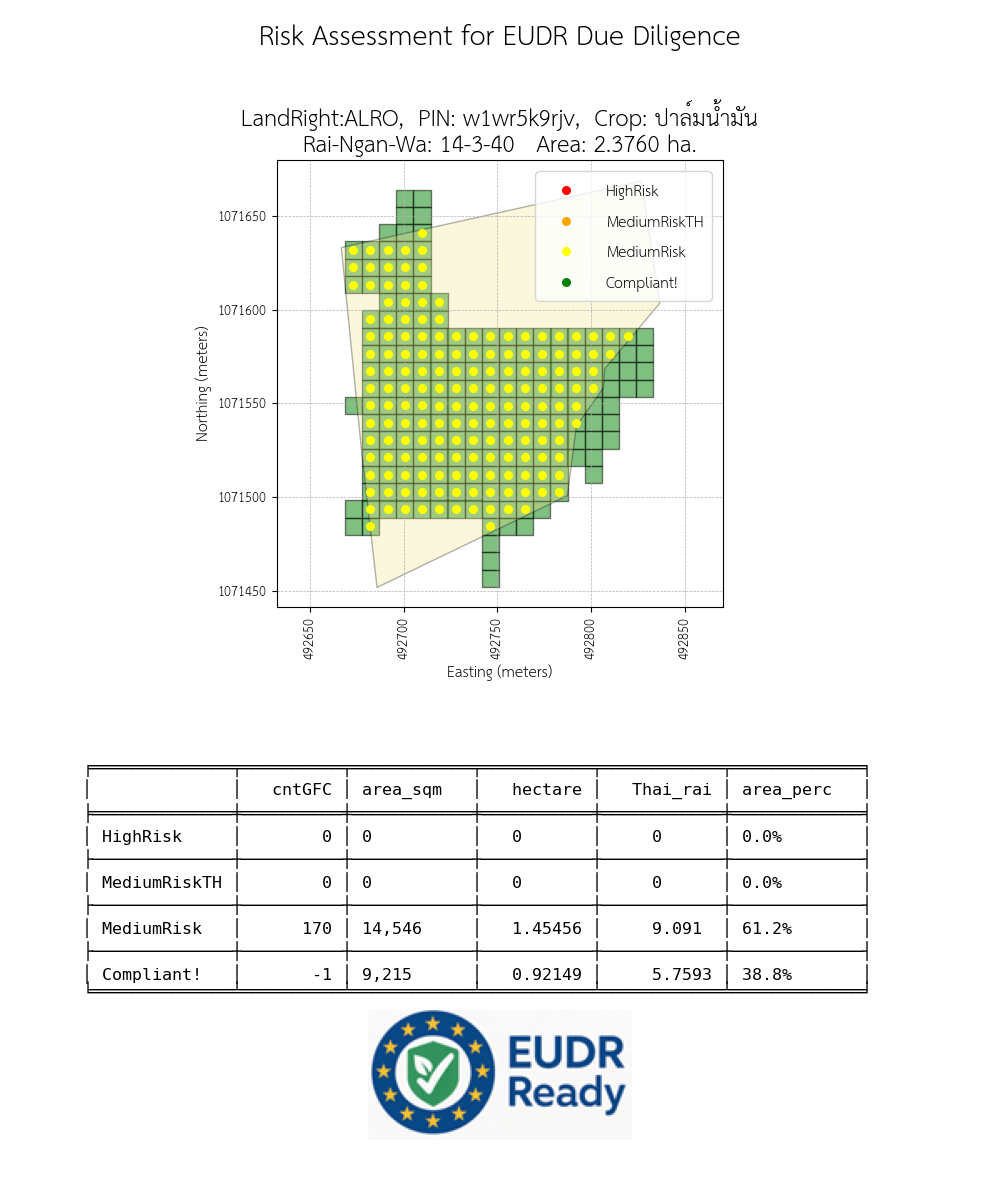 Risk Assessment for EUDR Due Diligence
LandRight:ALRO, PIN: w1wr5k9rjv, Crop: ปาล์มน้ำมัน
Rai-Ngan-Wa: 14-3-40 Area: 2.3760 ha.
HighRisk
MediumRiskTH
MediumRisk
Compliant!
1071650
1071600
1071550
1071500
1071450
Northing (meters)
492650 492700 492750 492800 492850
Easting (meters)
cntGFC area_sqm hectare Thai_rai area_perc
HighRisk 0 0 0 0 0.0%
MediumRiskTH 0 0 0 0 0.0%
MediumRisk 170 14,546 1.45456 9.091 61.2%
Compliant! -1 9,215 0.92149 5.7593 38.8%
EUDR
Ready